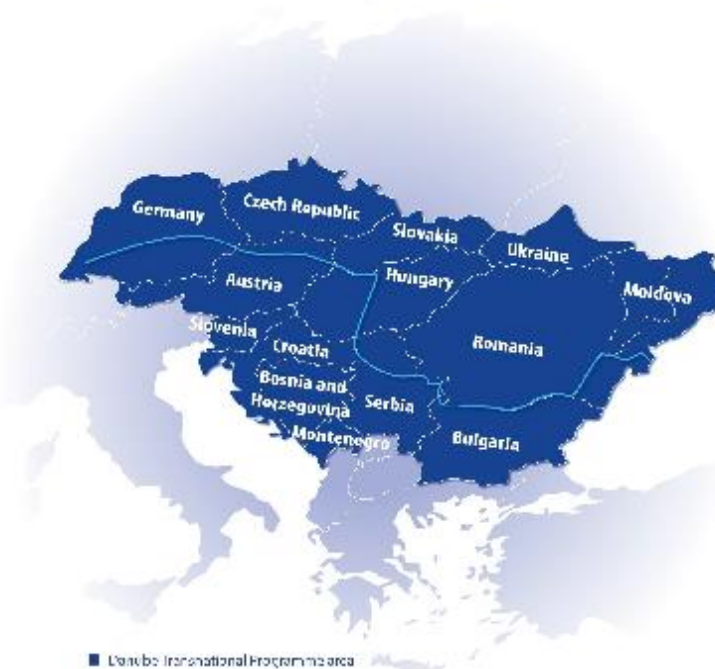 Germany
Czech Republic
Slovakia
Ukraine
Austria
Hungary
Moldova
Slovenia
Croatia
Romania
Bosnia and
Herzegovina
Serbia
Montenegro
Bulgaria
Danube Transnational Programme area